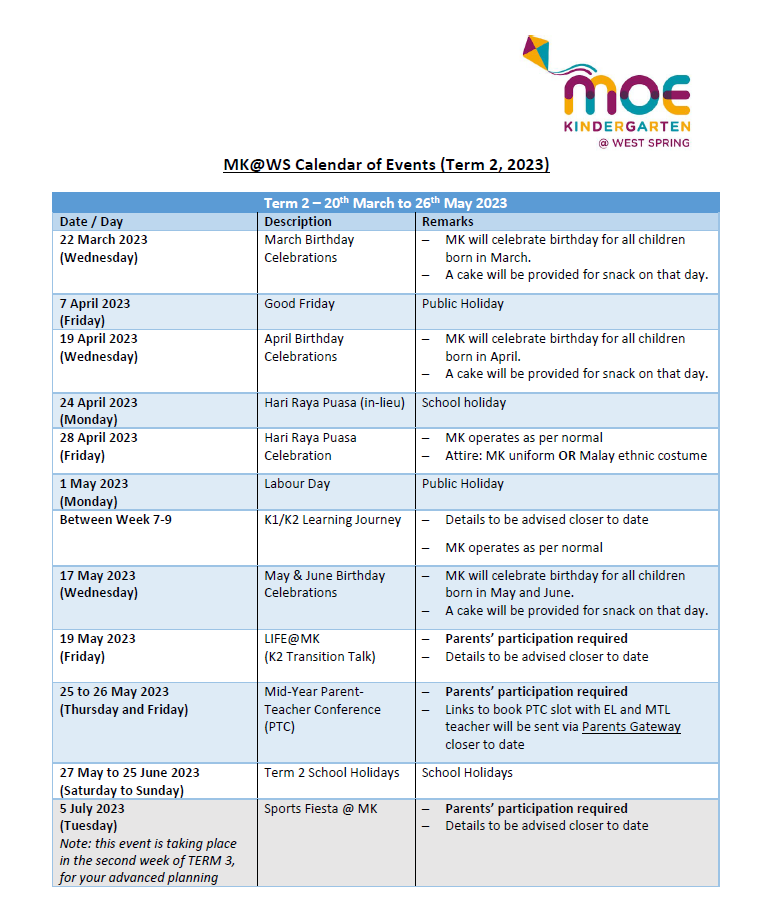 MOE
KINDERGARTEN
@ WEST SPRING
MK@WS Calendar of Events (Term 2, 2023)
Term 2 – 20th March to 26th May 2023
Date / Day Description Remarks
22 March 2023 March Birthday – MK will celebrate birthday for all children
(Wednesday) Celebrations born in March.
– A cake will be provided for snack on that day.
7 April 2023 Good Friday Public Holiday
(Friday)
19 April 2023 April Birthday – MK will celebrate birthday for all children
(Wednesday) Celebrations born in April.
– A cake will be provided for snack on that day.
24 April 2023 Hari Raya Puasa (in-lieu) School holiday
(Monday)
28 April 2023 Hari Raya Puasa – MK operates as per normal
(Friday) Celebration – Attire: MK uniform OR Malay ethnic costume
1 May 2023 Labour Day Public Holiday
(Monday)
Between Week 7-9 K1/K2 Learning Journey – Details to be advised closer to date
– MK operates as per normal
17 May 2023 May & June Birthday – MK will celebrate birthday for all children
(Wednesday) Celebrations born in May and June.
– A cake will be provided for snack on that day.
19 May 2023 LIFE@MK – Parents’ participation required
(Friday) (K2 Transition Talk) – Details to be advised closer to date
25 to 26 May 2023 Mid-Year Parent- – Parents’ participation required
(Thursday and Friday) Teacher Conference – Links to book PTC slot with EL and MTL
(PTC) teacher will be sent via Parents Gateway
closer to date
27 May to 25 June 2023 Term 2 School Holidays School Holidays
(Saturday to Sunday)
5 July 2023 Sports Fiesta @ MK – Parents’ participation required
(Tuesday) – Details to be advised closer to date
Note: this event is taking place
in the second week of TERM 3,
for your advanced planning